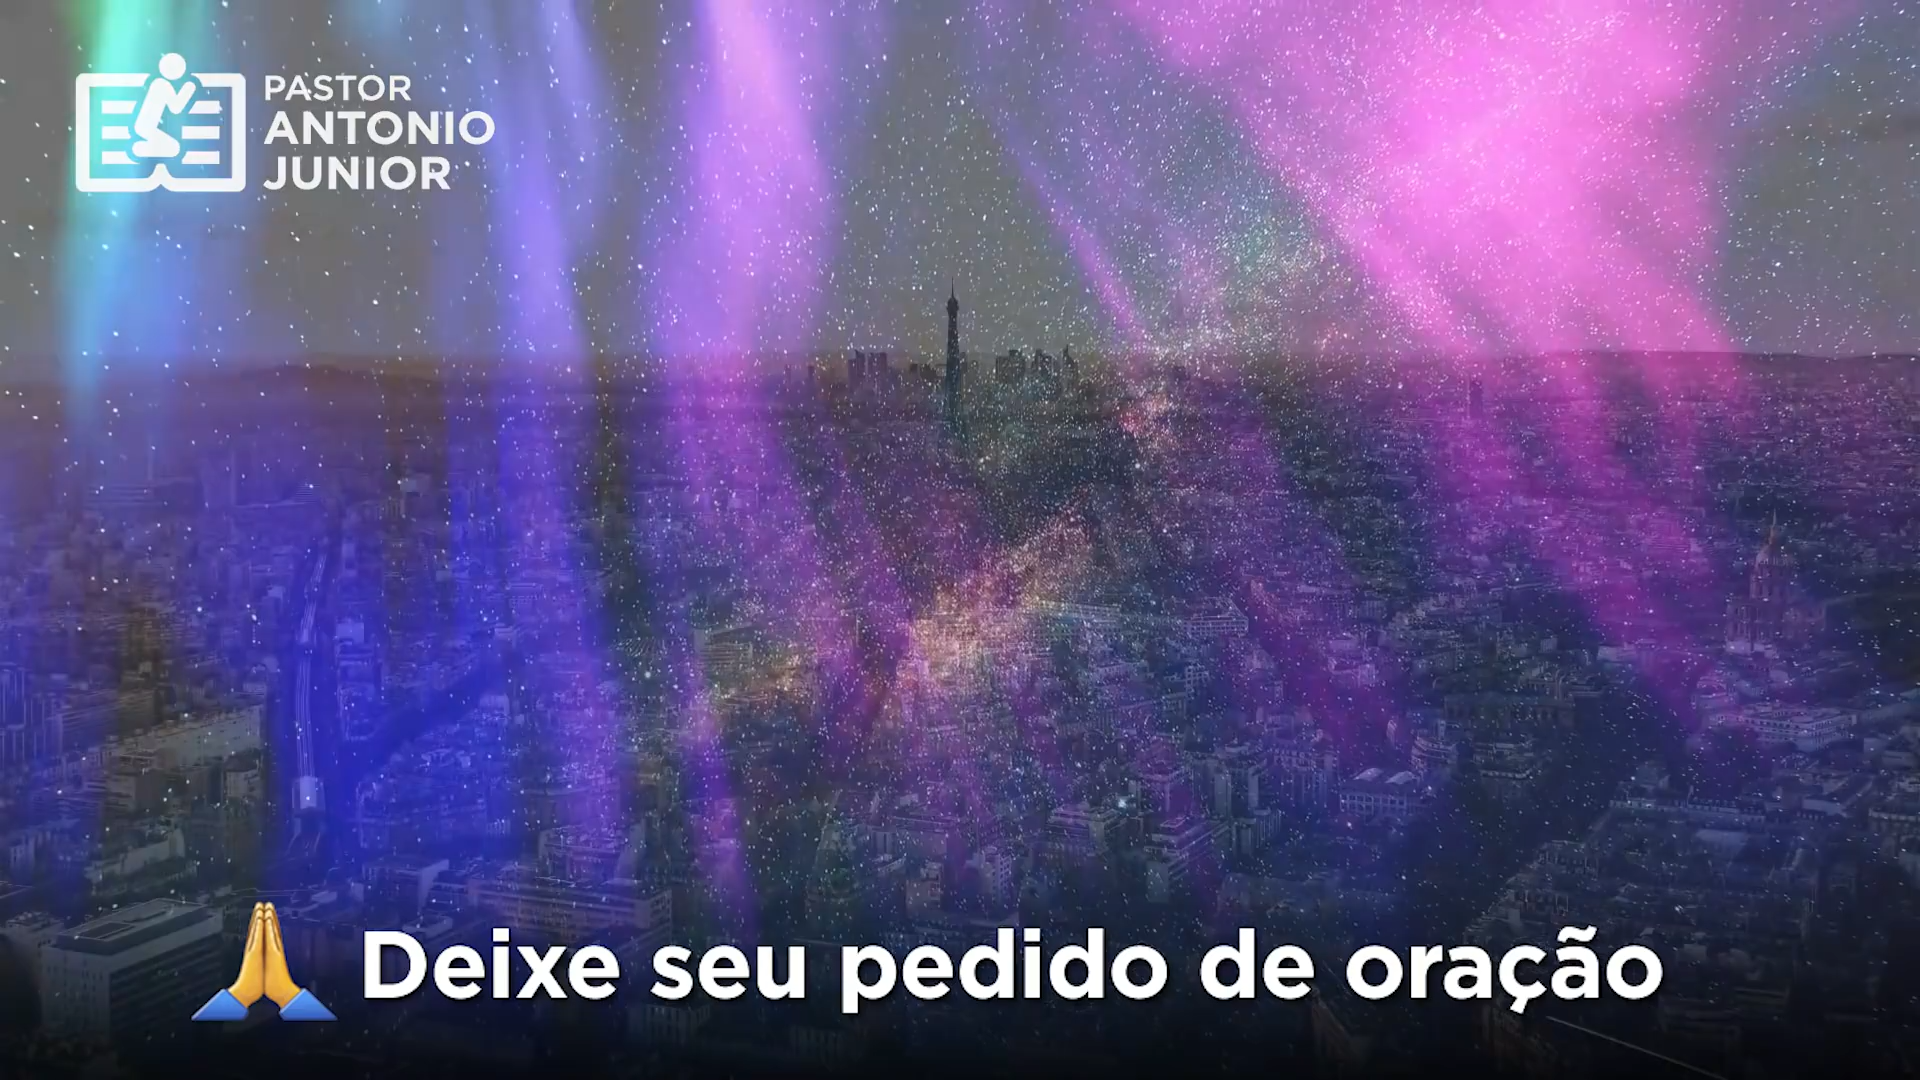 PASTOR
ANTONIO
JUNIOR
🙏 Deixe seu pedido de oração